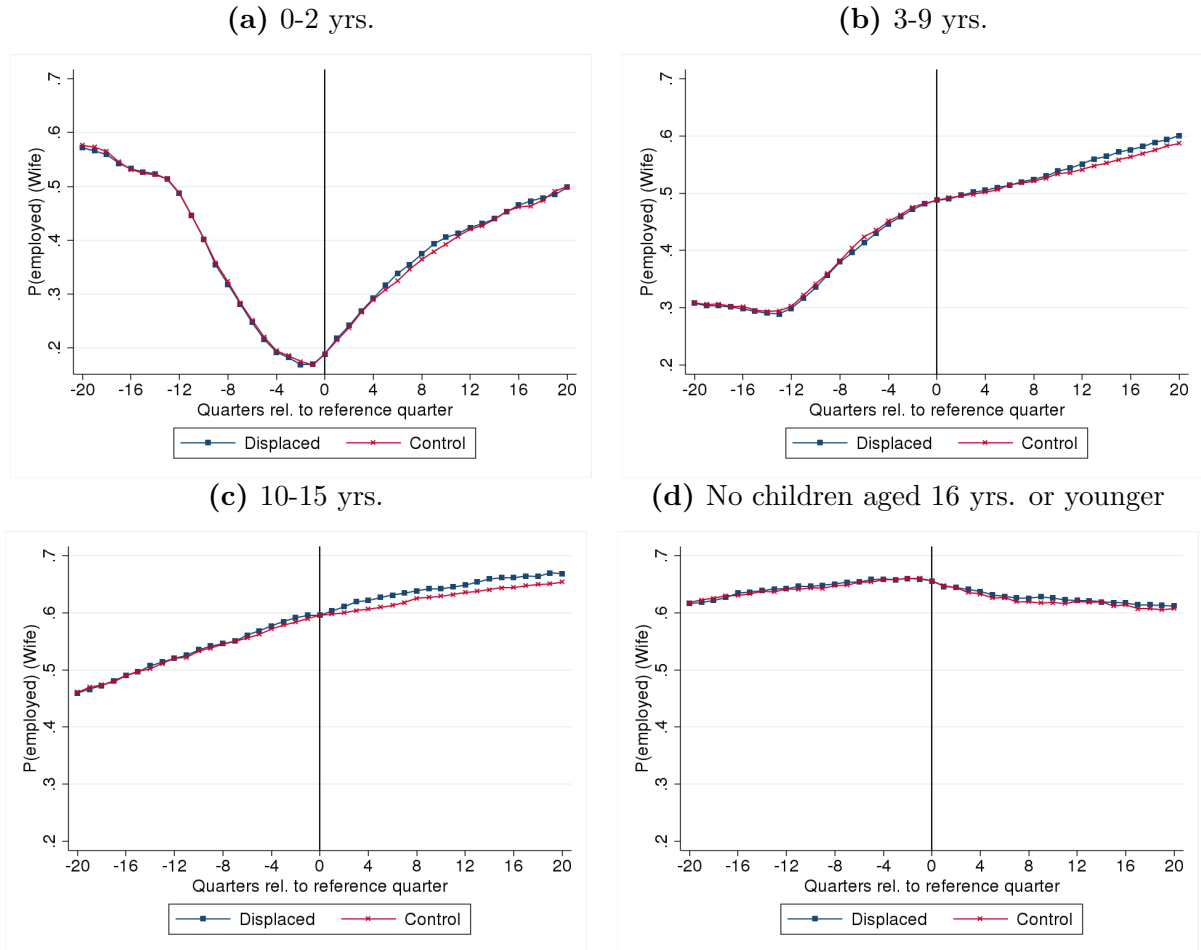 (a) 0-2 yrs.
P(employed) (Wife)
.7
.6
.5
.4
.3
.2
-20 -16 -12 -8 -4 0 4 8 12 16 20
Quarters rel. to reference quarter
Displaced Control
(b) 3-9 yrs.
P(employed) (Wife)
.7
.6
.5
.4
.3
.2
-20 -16 -12 -8 -4 0 4 8 12 16 20
Quarters rel. to reference quarter
Displaced Control
(c) 10-15 yrs.
P(employed) (Wife)
.7
.6
.5
.4
.3
.2
-20 -16 -12 -8 -4 0 4 8 12 16 20
Quarters rel. to reference quarter
Displaced Control
(d) No children aged 16 yrs. or younger
P(employed) (Wife)
.7
.6
.5
.4
.3
.2
-20 -16 -12 -8 -4 0 4 8 12 16 20
Quarters rel. to reference quarter
Displaced Control